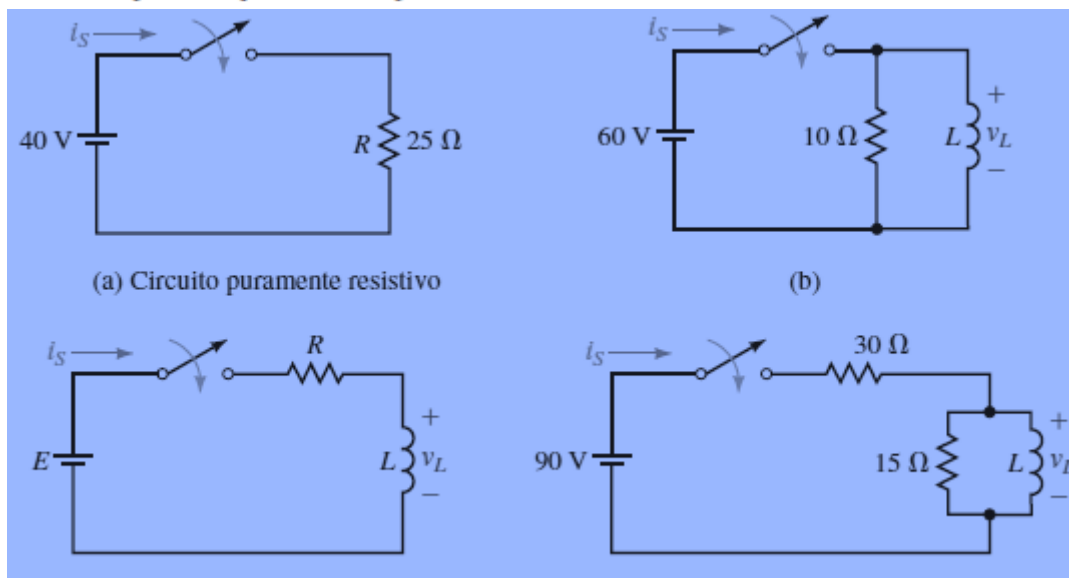 i_S
40 V
R
25 Ω
(a) Circuito puramente resistivo
i_S
60 V
10 Ω
L
+
v_L
−
(b)
i_S
R
E
L
+
v_L
−
i_S
30 Ω
90 V
15 Ω
L
+
−